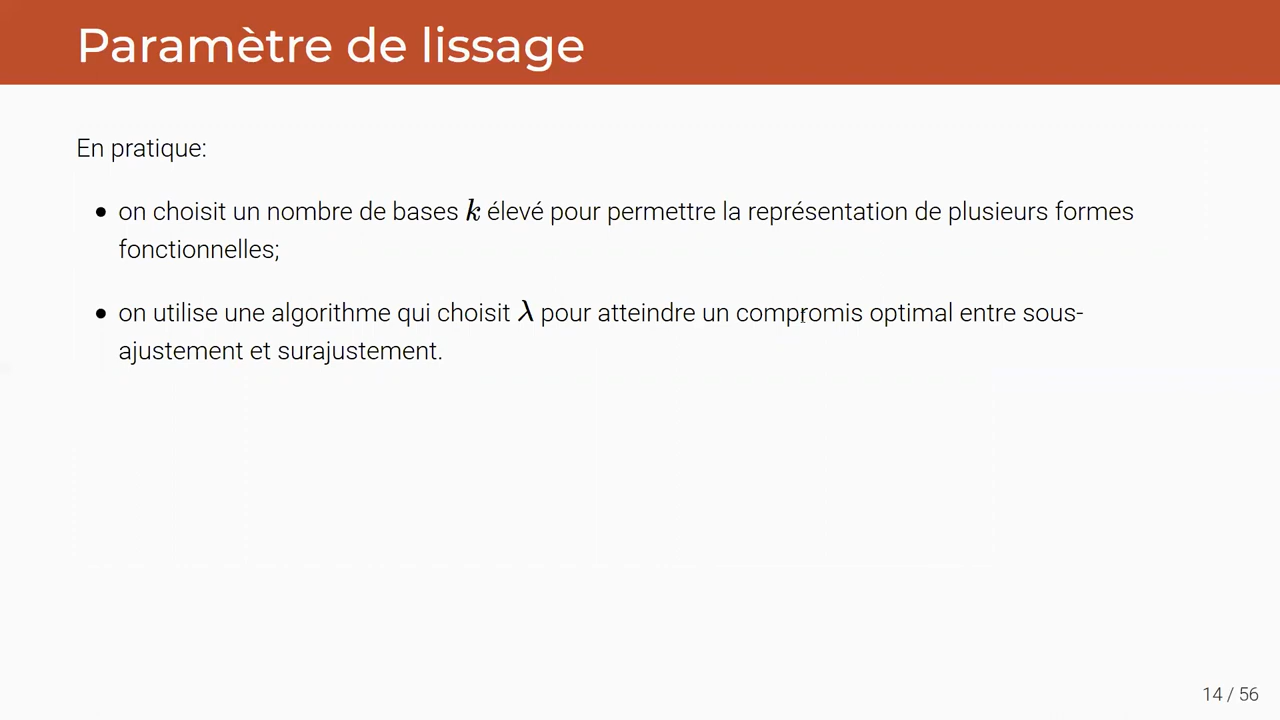 Paramètre de lissage
En pratique:
• on choisit un nombre de bases k élevé pour permettre la représentation de plusieurs formes
fonctionnelles;
• on utilise une algorithme qui choisit λ pour atteindre un compromis optimal entre sous-
ajustement et surajustement.
14 / 56